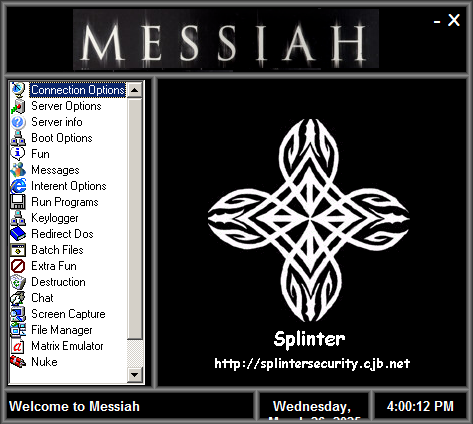 MESSIAH
- X
Connection Options
Server Options
Server info
Boot Options
Fun
Messages
Interent Options
Run Programs
Keylogger
Redirect Dos
Batch Files
Extra Fun
Destruction
Chat
Screen Capture
File Manager
Matrix Emulator
Nuke
Splinter
http://splintersecurity.cjb.net
Welcome to Messiah
Wednesday,
4:00:12 PM